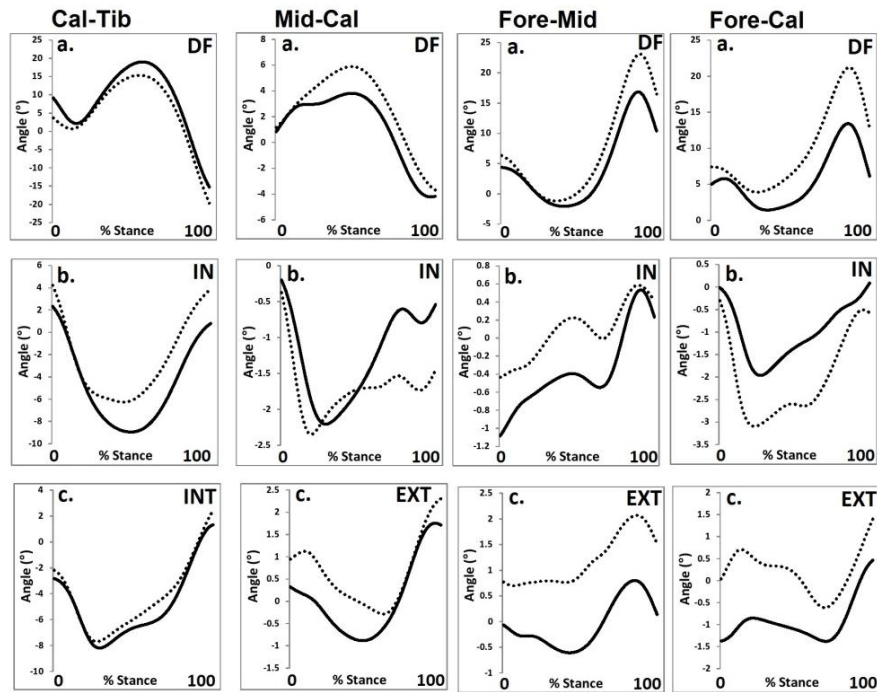 Cal-Tib Mid-Cal Fore-Mid Fore-Cal
a. DF
25
20
15
10
5
0
-5
-10
-15
-20
-25
Angle (°)
0 % Stance 100
a. DF
8
6
4
2
0
-2
-4
-6
Angle (°)
0 % Stance 100
a. DF
25
20
15
10
5
0
-5
Angle (°)
0 % Stance 100
a. DF
25
20
15
10
5
0
Angle (°)
0 % Stance 100
b. IN
6
4
2
0
-2
-4
-6
-8
-10
Angle (°)
0 % Stance 100
b. IN
0
-0.5
-1
-1.5
-2
-2.5
Angle (°)
0 % Stance 100
b. IN
0.8
0.6
0.4
0.2
0
-0.2
-0.4
-0.6
-0.8
-1
-1.2
Angle (°)
0 % Stance 100
b. IN
0.5
0
-0.5
-1
-1.5
-2
-2.5
-3
-3.5
Angle (°)
0 % Stance 100
c. INT
4
2
0
-2
-4
-6
-8
-10
Angle (°)
0 % Stance 100
c. EXT
2.5
2
1.5
1
0.5
0
-0.5
-1
-1.5
Angle (°)
0 % Stance 100
c. EXT
2.5
2
1.5
1
0.5
0
-0.5
-1
Angle (°)
0 % Stance 100
c. EXT
2
1.5
1
0.5
0
-0.5
-1
-1.5
-2
Angle (°)
0 % Stance 100